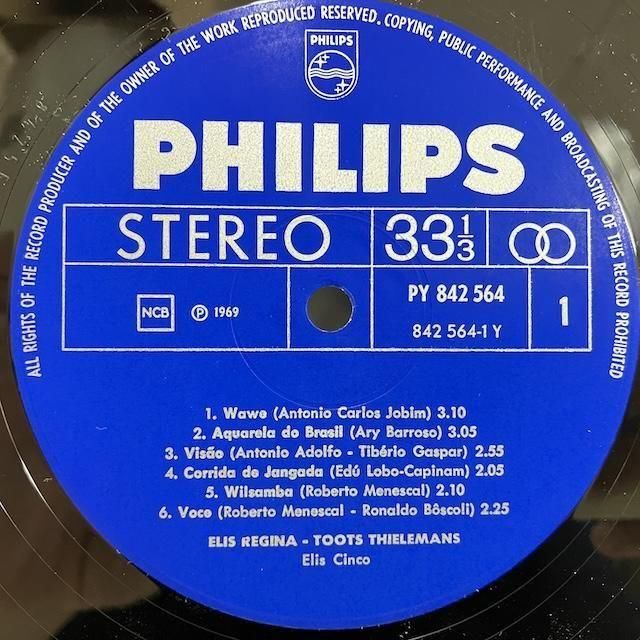 ALL RIGHTS OF THE RECORD PRODUCER AND OF THE OWNER OF THE WORK REPRODUCED RESERVED. COPYING, PUBLIC PERFORMANCE AND BROADCASTING OF THIS RECORD PROHIBITED
PHILIPS
PHILIPS
STEREO 33 1/3
NCB ℗ 1969 PY 842 564 1
842 564-1 Y
1. Wawe (Antonio Carlos Jobim) 3.10
2. Aquarela do Brasil (Ary Barroso) 3.05
3. Visão (Antonio Adolfo - Tibério Gaspar) 2.55
4. Corrida de Jangada (Edú Lobo-Capinam) 2.05
5. Wilsamba (Roberto Menescal) 2.10
6. Voce (Roberto Menescal - Ronaldo Bôscoli) 2.25
ELIS REGINA - TOOTS THIELEMANS
Elis Cinco